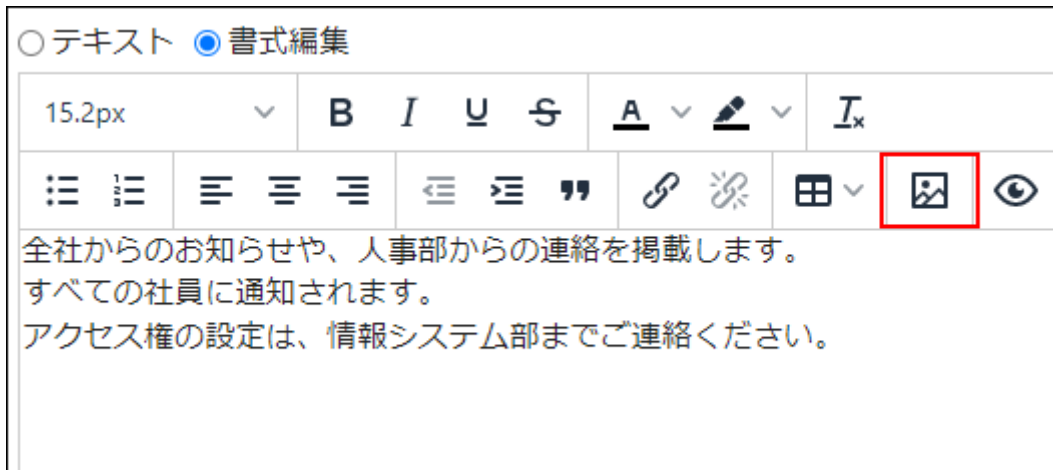 テキスト 書式編集
15.2px B I U S A Tx
全社からのお知らせや、人事部からの連絡を掲載します。
すべての社員に通知されます。
アクセス権の設定は、情報システム部までご連絡ください。